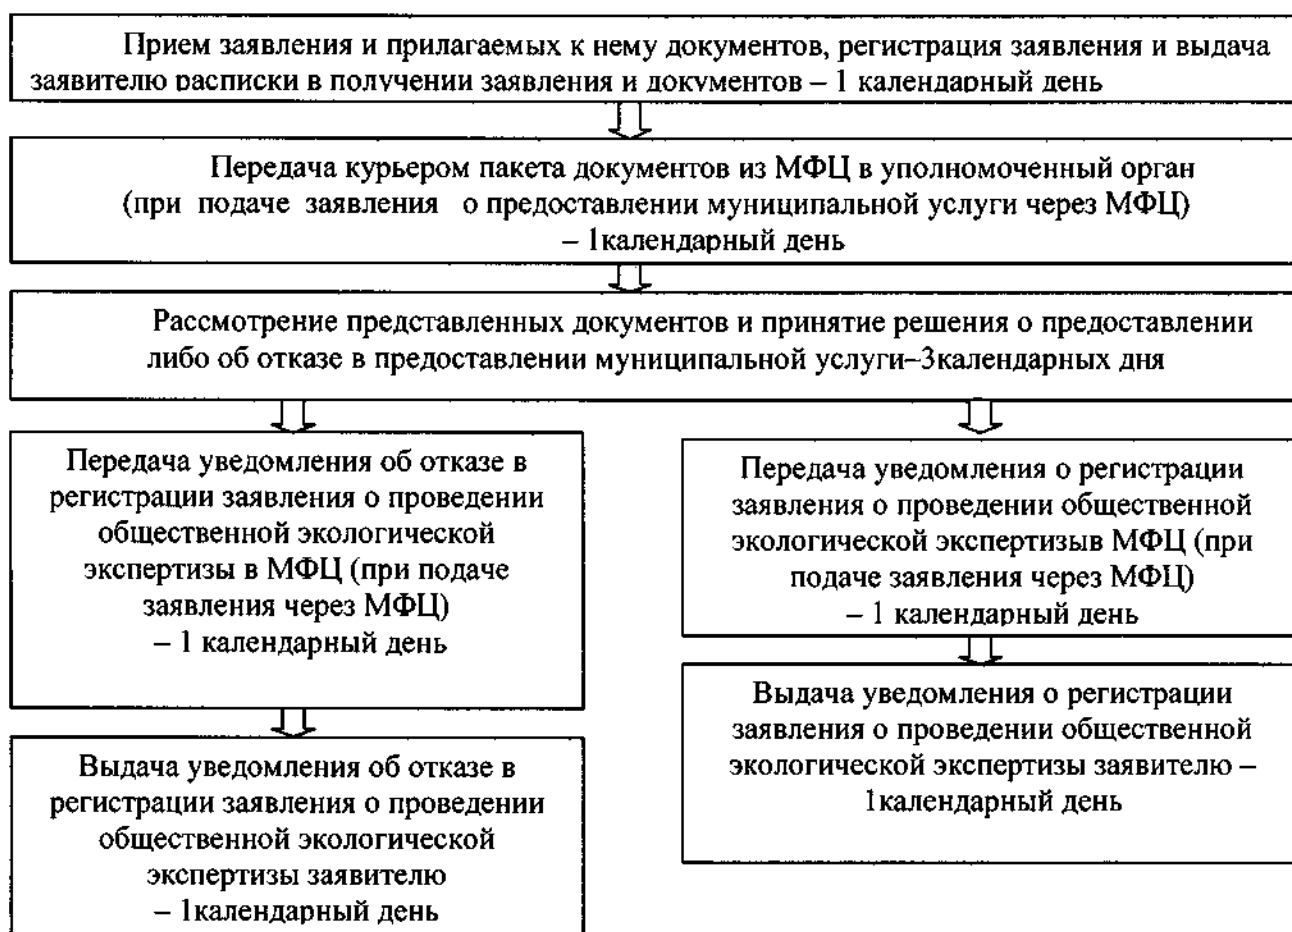 Прием заявления и прилагаемых к нему документов, регистрация заявления и выдача
заявителю расписки в получении заявления и документов – 1 календарный день
Передача курьером пакета документов из МФЦ в уполномоченный орган
(при подаче заявления о предоставлении муниципальной услуги через МФЦ)
– 1календарный день
Рассмотрение представленных документов и принятие решения о предоставлении
либо об отказе в предоставлении муниципальной услуги–3календарных дня
Передача уведомления об отказе в
регистрации заявления о проведении
общественной экологической
экспертизы в МФЦ (при подаче
заявления через МФЦ)
– 1 календарный день
Передача уведомления о регистрации
заявления о проведении общественной
экологической экспертизыв МФЦ (при
подаче заявления через МФЦ)
– 1 календарный день
Выдача уведомления об отказе в
регистрации заявления о проведении
общественной экологической
экспертизы заявителю
– 1календарный день
Выдача уведомления о регистрации
заявления о проведении общественной
экологической экспертизы заявителю –
1календарный день